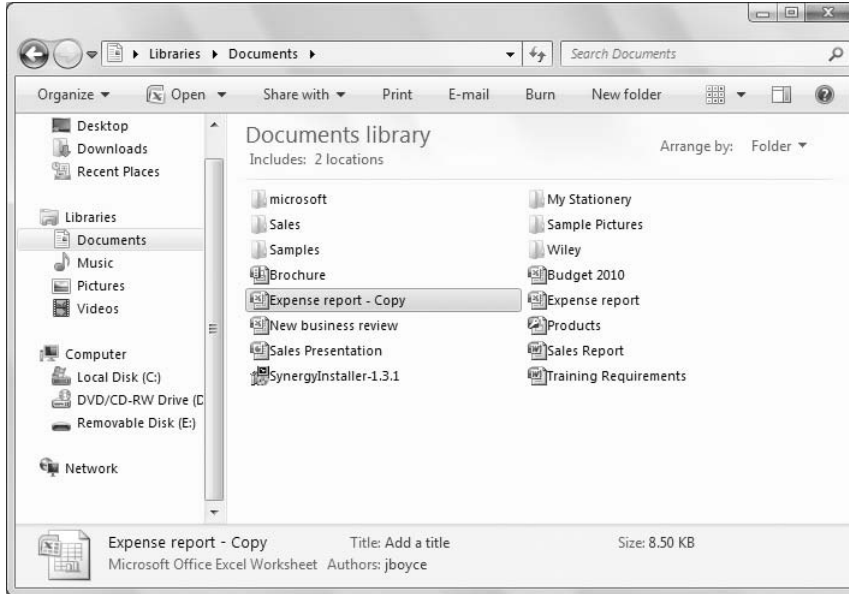 Libraries Documents
Search Documents
Organize Open Share with Print E-mail Burn New folder
Desktop
Downloads
Recent Places
Libraries
Documents
Music
Pictures
Videos
Computer
Local Disk (C:)
DVD/CD-RW Drive (D
Removable Disk (E:)
Network
Documents library
Includes: 2 locations
Arrange by: Folder
microsoft
Sales
Samples
Brochure
Expense report - Copy
New business review
Sales Presentation
SynergyInstaller-1.3.1
My Stationery
Sample Pictures
Wiley
Budget 2010
Expense report
Products
Sales Report
Training Requirements
Expense report - Copy Title: Add a title Size: 8.50 KB
Microsoft Office Excel Worksheet Authors: jboyce